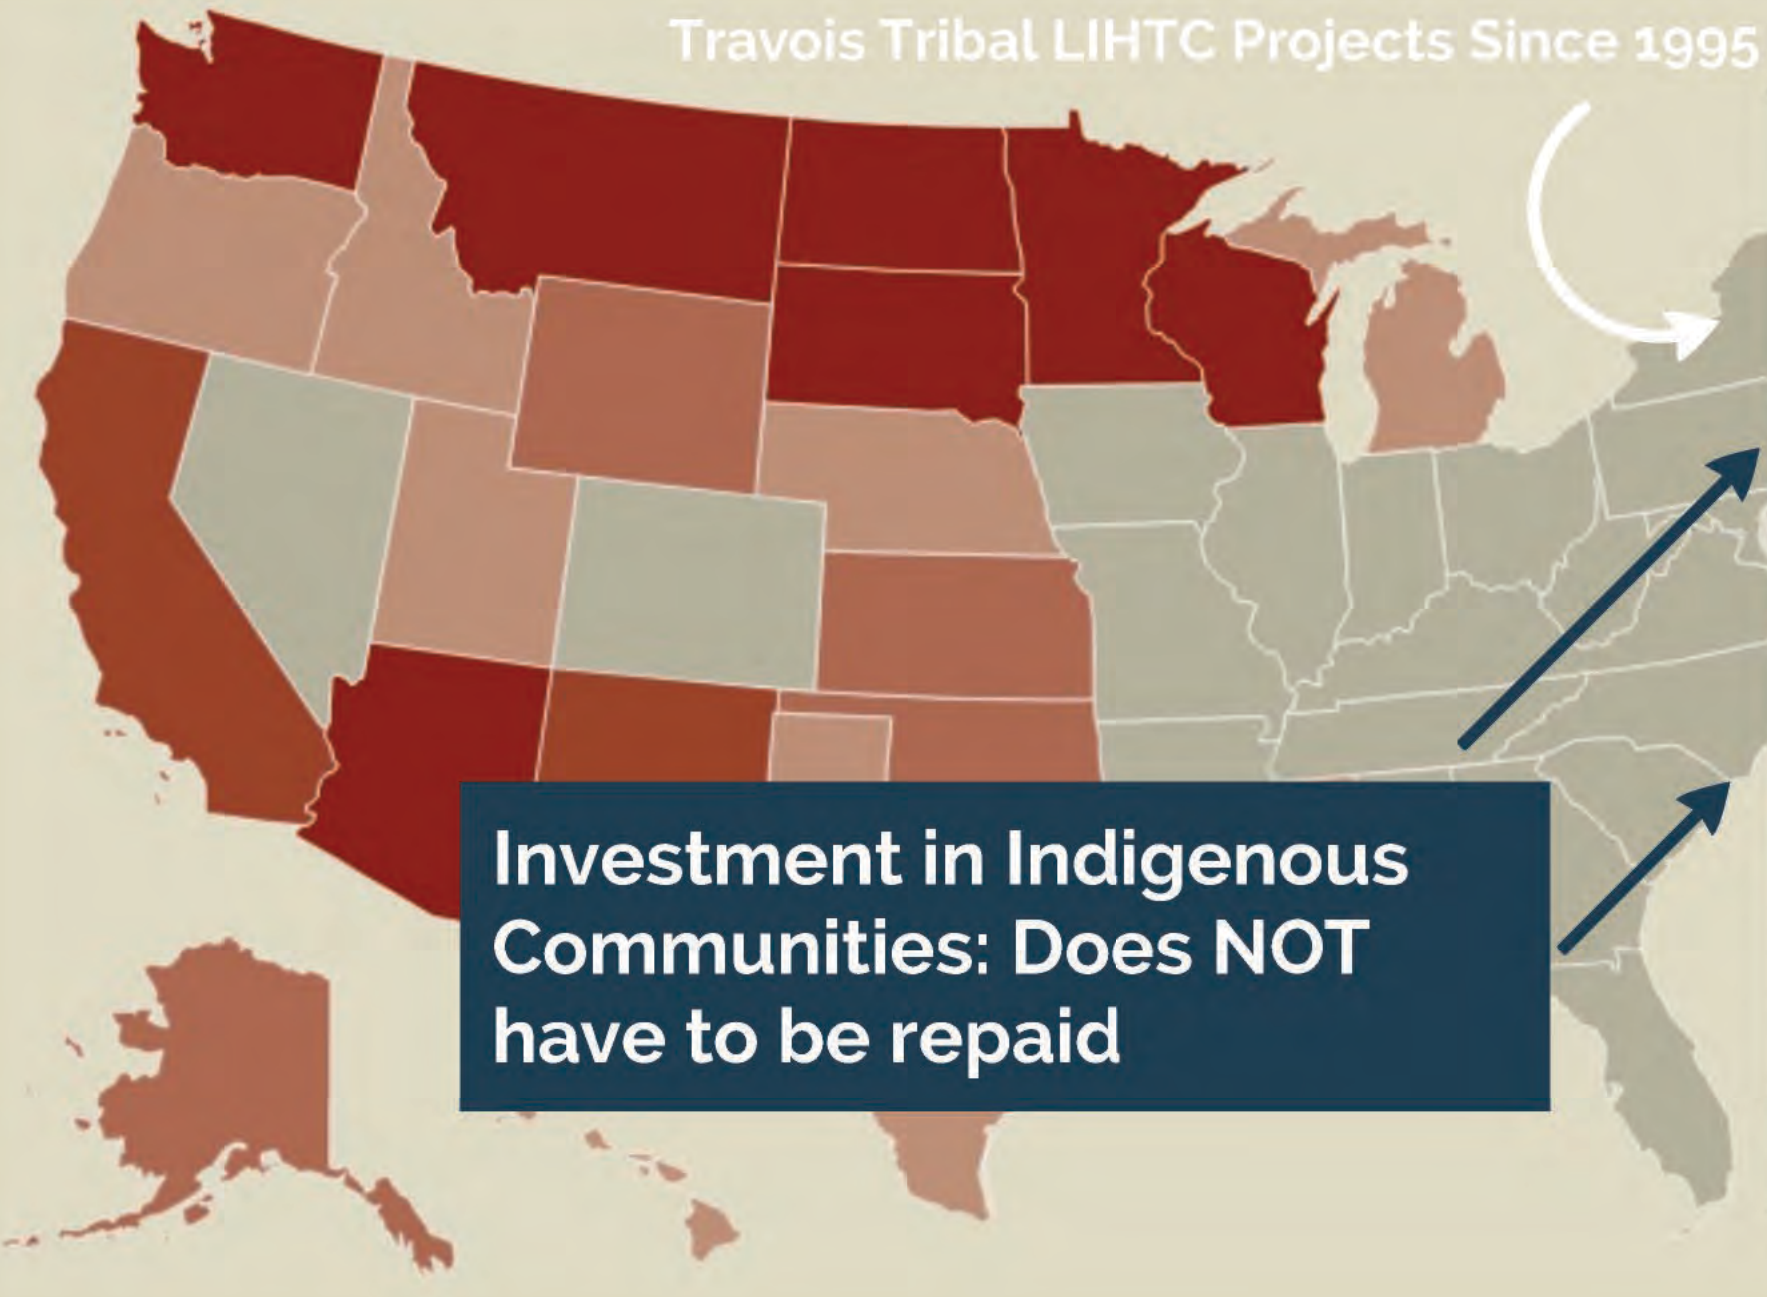 Travois Tribal LIHTC Projects Since 1995
Investment in Indigenous
Communities: Does NOT
have to be repaid